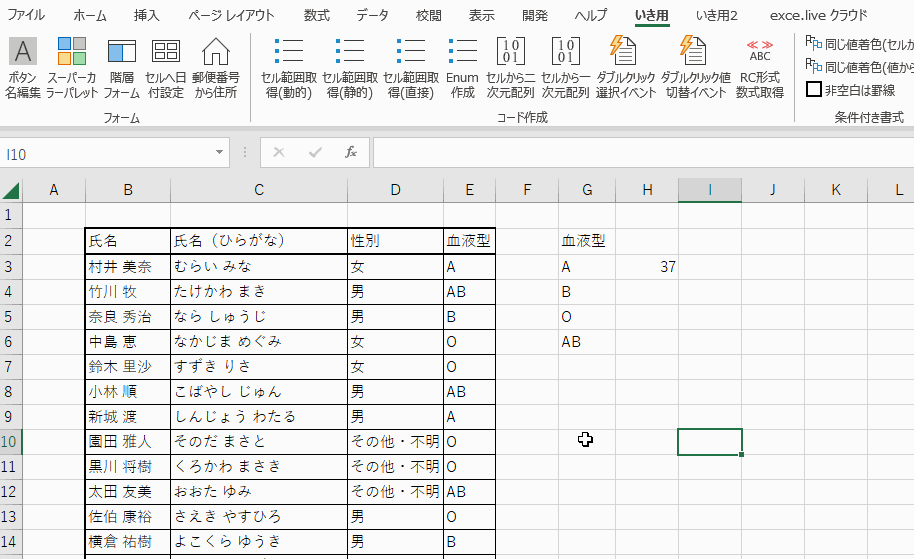 ファイル ホーム 挿入 ページ レイアウト 数式 データ 校閲 表示 開発 ヘルプ いき用 いき用2 exce.live クラウド
ボタン名編集
スーパーカラーパレット
階層フォーム
セルへ日付設定
郵便番号から住所
フォーム
セル範囲取得(動的)
セル範囲取得(静的)
セル範囲取得(直接)
Enum作成
セルから二次元配列
セルから一次元配列
ダブルクリック選択イベント
ダブルクリック値切替イベント
RC形式数式取得
コード作成
同じ値着色(セルか
同じ値着色(値から
非空白は罫線
条件付き書式
I10 fx
A B C D E F G H I J K L
1
2 氏名 氏名（ひらがな） 性別 血液型 血液型
3 村井 美奈 むらい みな 女 A A 37
4 竹川 牧 たけかわ まき 男 AB B
5 奈良 秀治 なら しゅうじ 男 B O
6 中島 恵 なかじま めぐみ 女 O AB
7 鈴木 里沙 すずき りさ 女 O
8 小林 順 こばやし じゅん 男 AB
9 新城 渡 しんじょう わたる 男 A
10 園田 雅人 そのだ まさと その他・不明 O
11 黒川 将樹 くろかわ まさき その他・不明 O
12 太田 友美 おおた ゆみ その他・不明 AB
13 佐伯 康裕 さえき やすひろ 男 O
14 横倉 祐樹 よこくら ゆうき 男 B